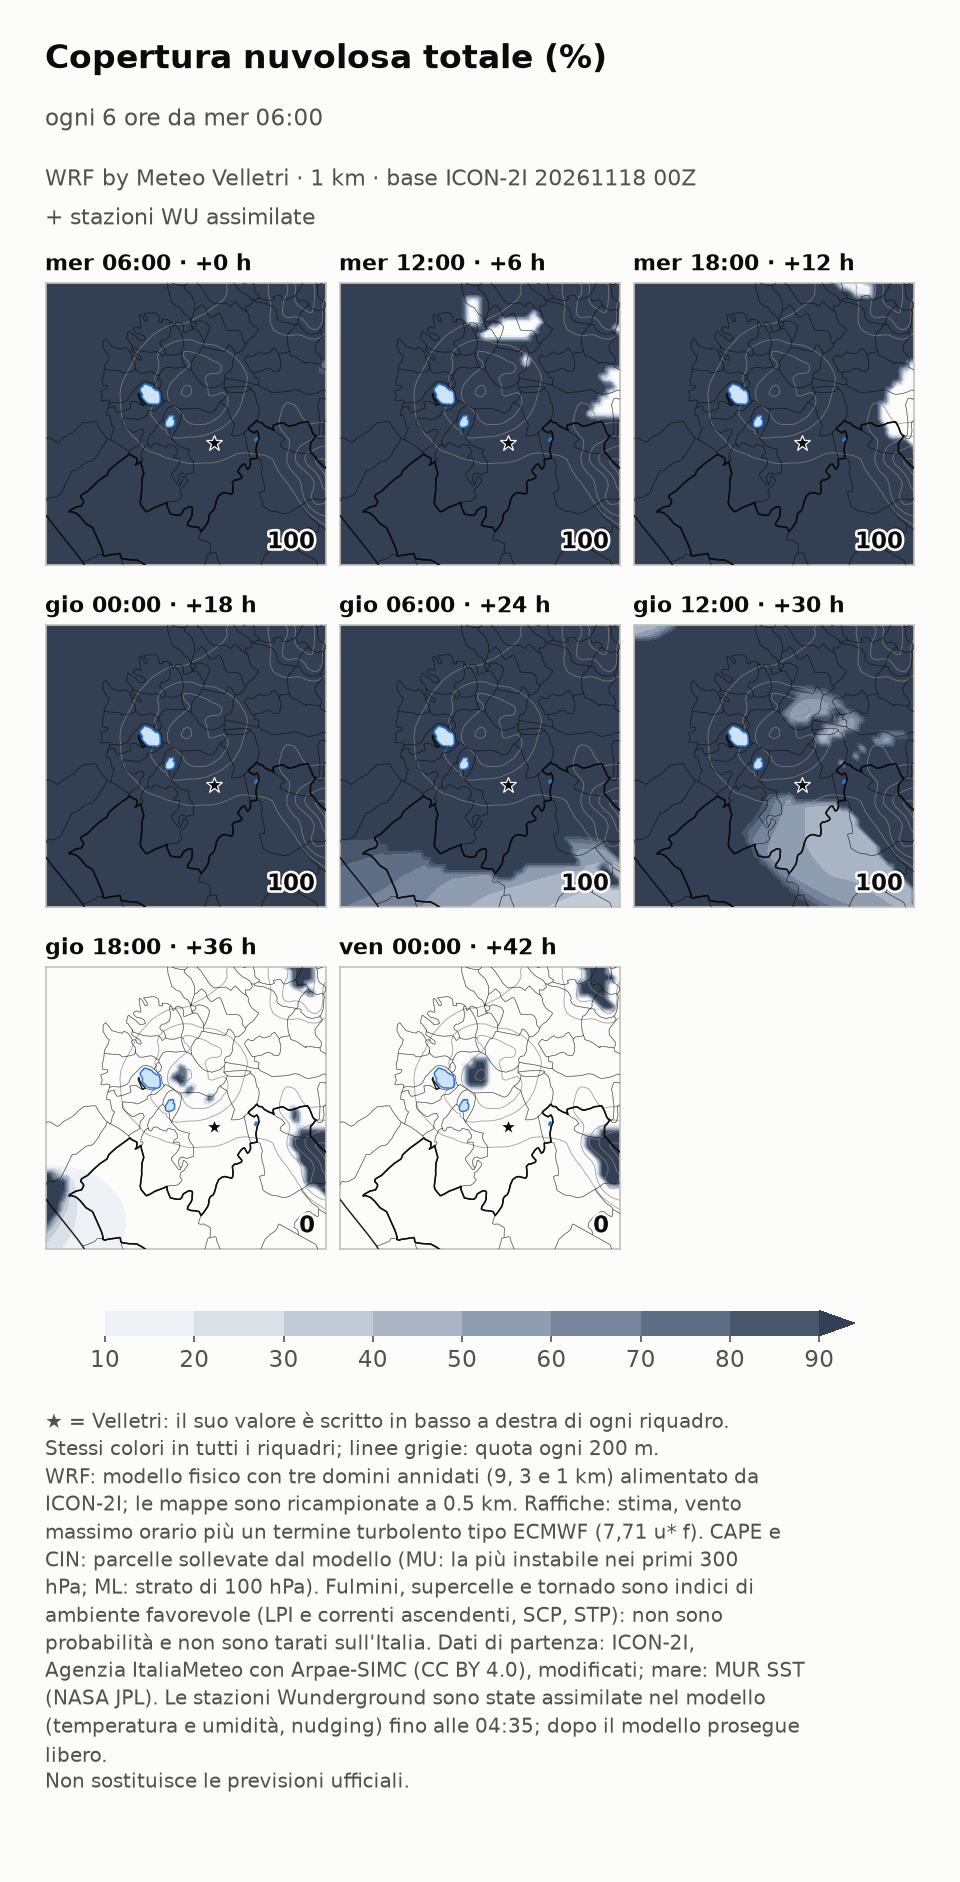 Copertura nuvolosa totale (%)
ogni 6 ore da mer 06:00
WRF by Meteo Velletri · 1 km · base ICON-2I 20261118 00Z
+ stazioni WU assimilate
mer 06:00 · +0 h
mer 12:00 · +6 h
mer 18:00 · +12 h
100
100
100
gio 00:00 · +18 h
gio 06:00 · +24 h
gio 12:00 · +30 h
100
100
100
gio 18:00 · +36 h
ven 00:00 · +42 h
0
0
10 20 30 40 50 60 70 80 90
★ = Velletri: il suo valore è scritto in basso a destra di ogni riquadro.
Stessi colori in tutti i riquadri; linee grigie: quota ogni 200 m.
WRF: modello fisico con tre domini annidati (9, 3 e 1 km) alimentato da
ICON-2I; le mappe sono ricampionate a 0.5 km. Raffiche: stima, vento
massimo orario più un termine turbolento tipo ECMWF (7,71 u* f). CAPE e
CIN: parcelle sollevate dal modello (MU: la più instabile nei primi 300
hPa; ML: strato di 100 hPa). Fulmini, supercelle e tornado sono indici di
ambiente favorevole (LPI e correnti ascendenti, SCP, STP): non sono
probabilità e non sono tarati sull'Italia. Dati di partenza: ICON-2I,
Agenzia ItaliaMeteo con Arpae-SIMC (CC BY 4.0), modificati; mare: MUR SST
(NASA JPL). Le stazioni Wunderground sono state assimilate nel modello
(temperatura e umidità, nudging) fino alle 04:35; dopo il modello prosegue
libero.
Non sostituisce le previsioni ufficiali.